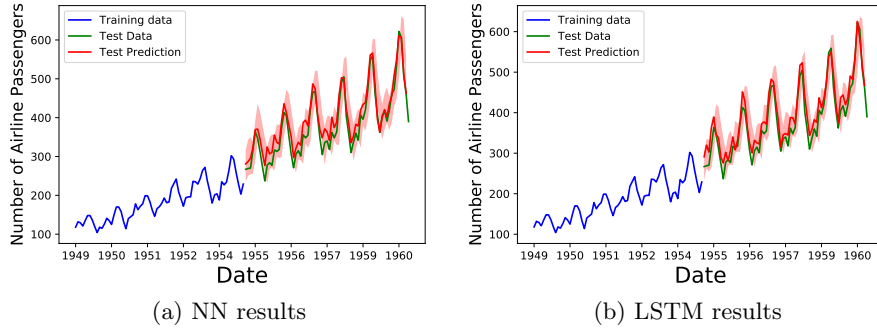 Training data
Test Data
Test Prediction
Number of Airline Passengers
600
500
400
300
200
100
1949 1950 1951 1952 1954 1955 1956 1957 1959 1960
Date
(a) NN results
Training data
Test Data
Test Prediction
Number of Airline Passengers
600
500
400
300
200
100
1949 1950 1951 1952 1954 1955 1956 1957 1959 1960
Date
(b) LSTM results